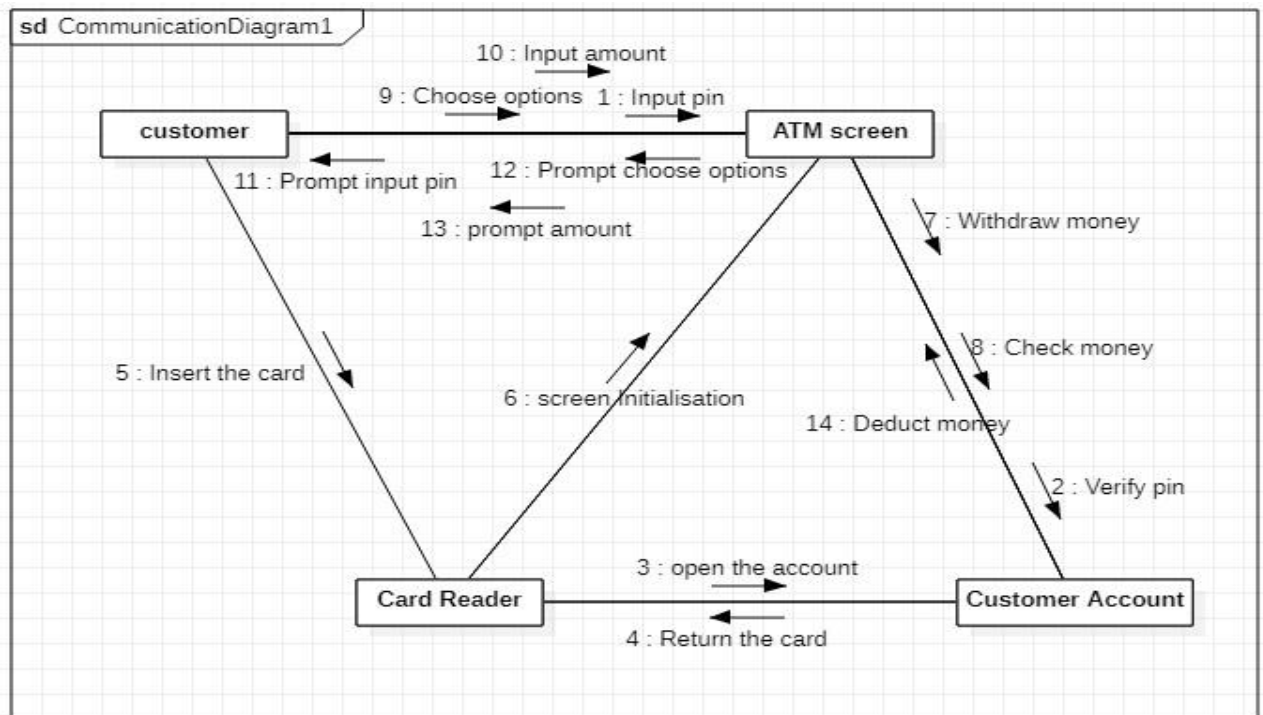 sd CommunicationDiagram1
10 : Input amount
9 : Choose options
1 : Input pin
customer
ATM screen
11 : Prompt input pin
12 : Prompt choose options
13 : prompt amount
7 : Withdraw money
8 : Check money
5 : Insert the card
6 : screen Initialisation
14 : Deduct money
2 : Verify pin
3 : open the account
Card Reader
Customer Account
4 : Return the card